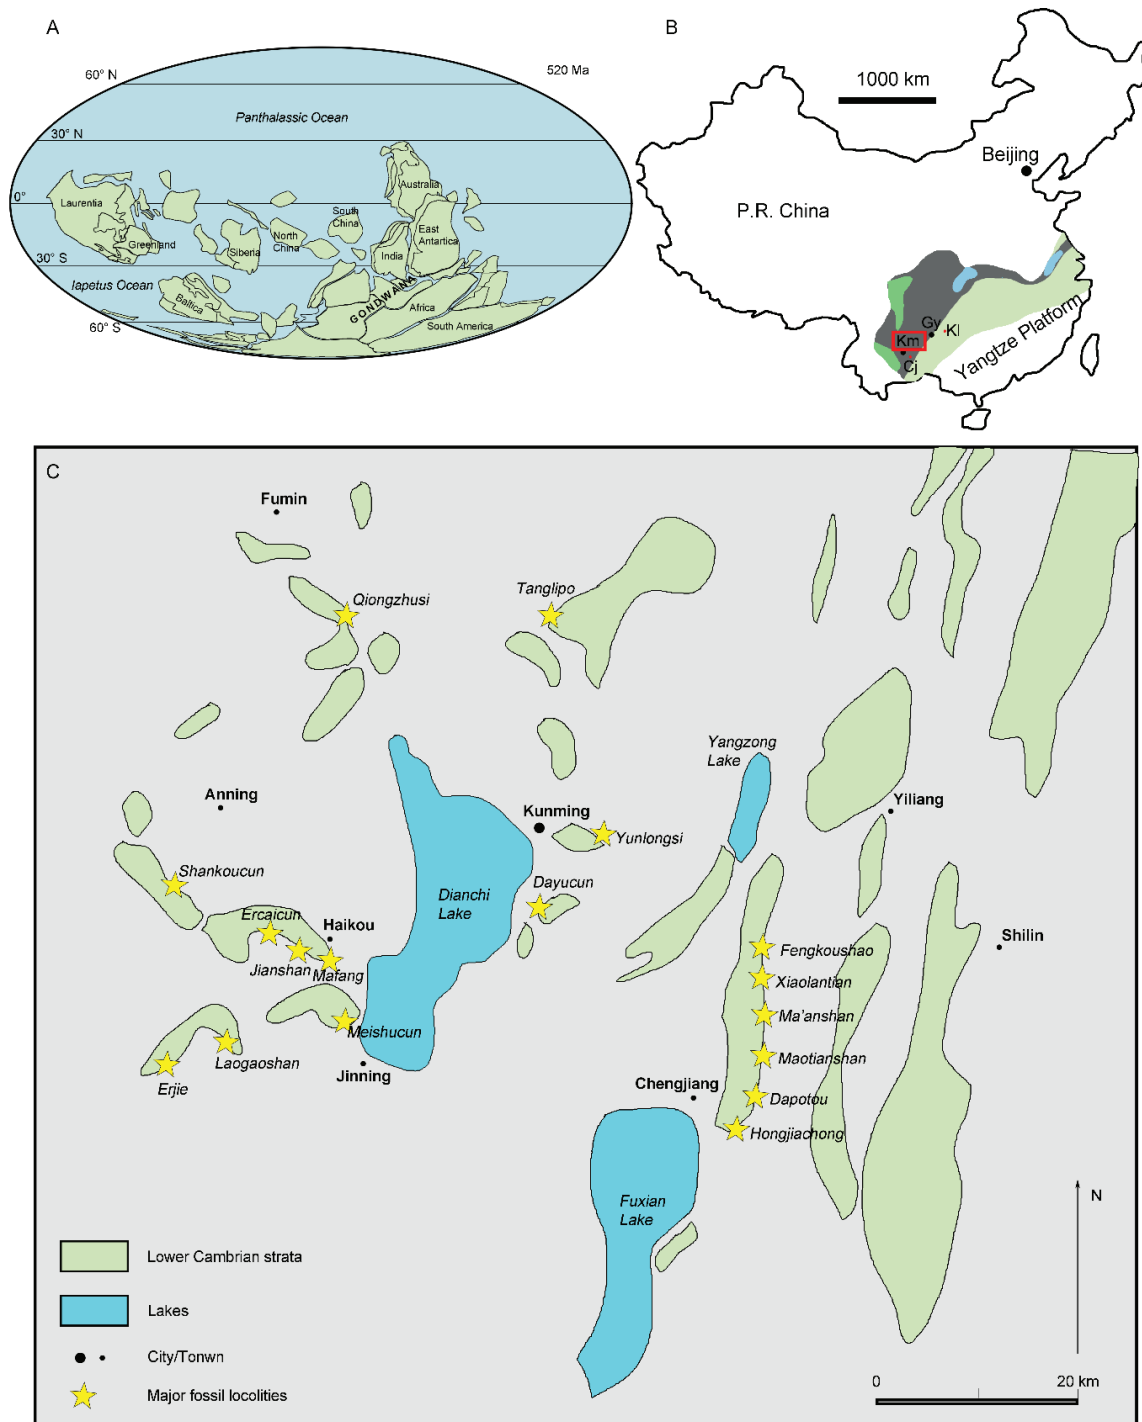 A
60° N
520 Ma
Panthalassic Ocean
30° N
Australia
Laurentia
0°
South
China
East
Antartica
North
China
Greenland
Siberia
India
30° S
Iapetus Ocean
Baltica
GONDWANA
Africa
60° S
South America
B
1000 km
Beijing
P.R. China
Gy
Kl
Km
Cj
Yangtze Platform
C
Fumin
Qiongzhusi
Tanglipo
Yangzong
Lake
Anning
Kunming
Yiliang
Yunlongsi
Shankoucun
Dianchi
Lake
Dayucun
Ercaicun
Haikou
Shilin
Jianshan
Mafang
Fengkoushao
Xiaolantian
Meishucun
Ma'anshan
Laogaoshan
Maotianshan
Erjie
Jinning
Chengjiang
Dapotou
Hongjiachong
Fuxian
Lake
N
Lower Cambrian strata
Lakes
City/Tonwn
Major fossil locolities
0
20 km